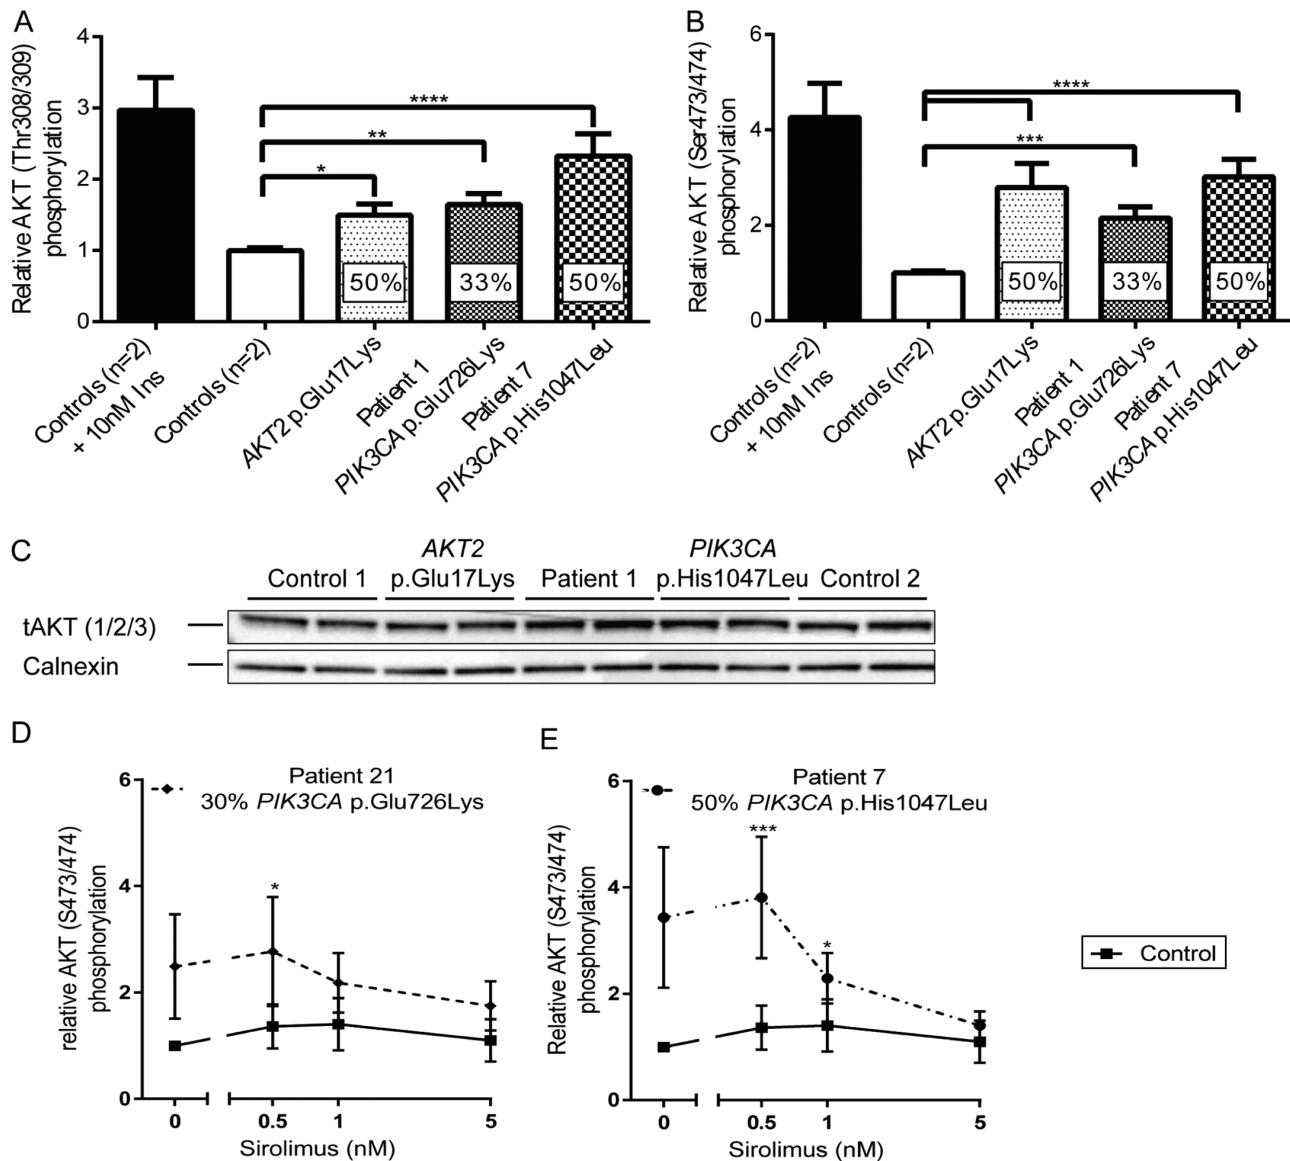 A
Relative AKT (Thr308/309)
phosphorylation
4
3
2
1
0
****
**
*
50%
33%
50%
Controls (n=2)
+ 10nM Ins
Controls (n=2)
AKT2 p.Glu17Lys
Patient 1
PIK3CA p.Glu726Lys
Patient 7
PIK3CA p.His1047Leu
B
Relative AKT (Ser473/474)
phosphorylation
6
4
2
0
****
***
50%
33%
50%
Controls (n=2)
+ 10nM Ins
Controls (n=2)
AKT2 p.Glu17Lys
Patient 1
PIK3CA p.Glu726Lys
Patient 7
PIK3CA p.His1047Leu
C
Control 1
AKT2
p.Glu17Lys
Patient 1
PIK3CA
p.His1047Leu
Control 2
tAKT (1/2/3)
Calnexin
D
Patient 21
30% PIK3CA p.Glu726Lys
relative AKT (S473/474)
phosphorylation
6
4
2
0
*
0 0.5 1 5
Sirolimus (nM)
E
Patient 7
50% PIK3CA p.His1047Leu
Relative AKT (S473/474)
phosphorylation
6
4
2
0
***
*
0 0.5 1 5
Sirolimus (nM)
Control